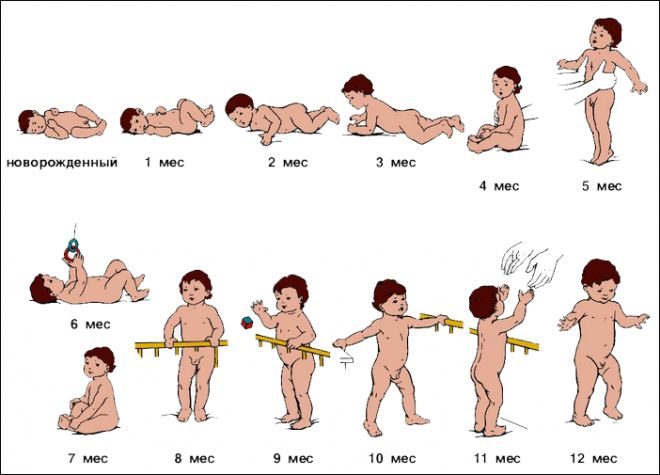 новорожденный
1 мес
2 мес
3 мес
4 мес
5 мес
6 мес
7 мес
8 мес
9 мес
10 мес
11 мес
12 мес